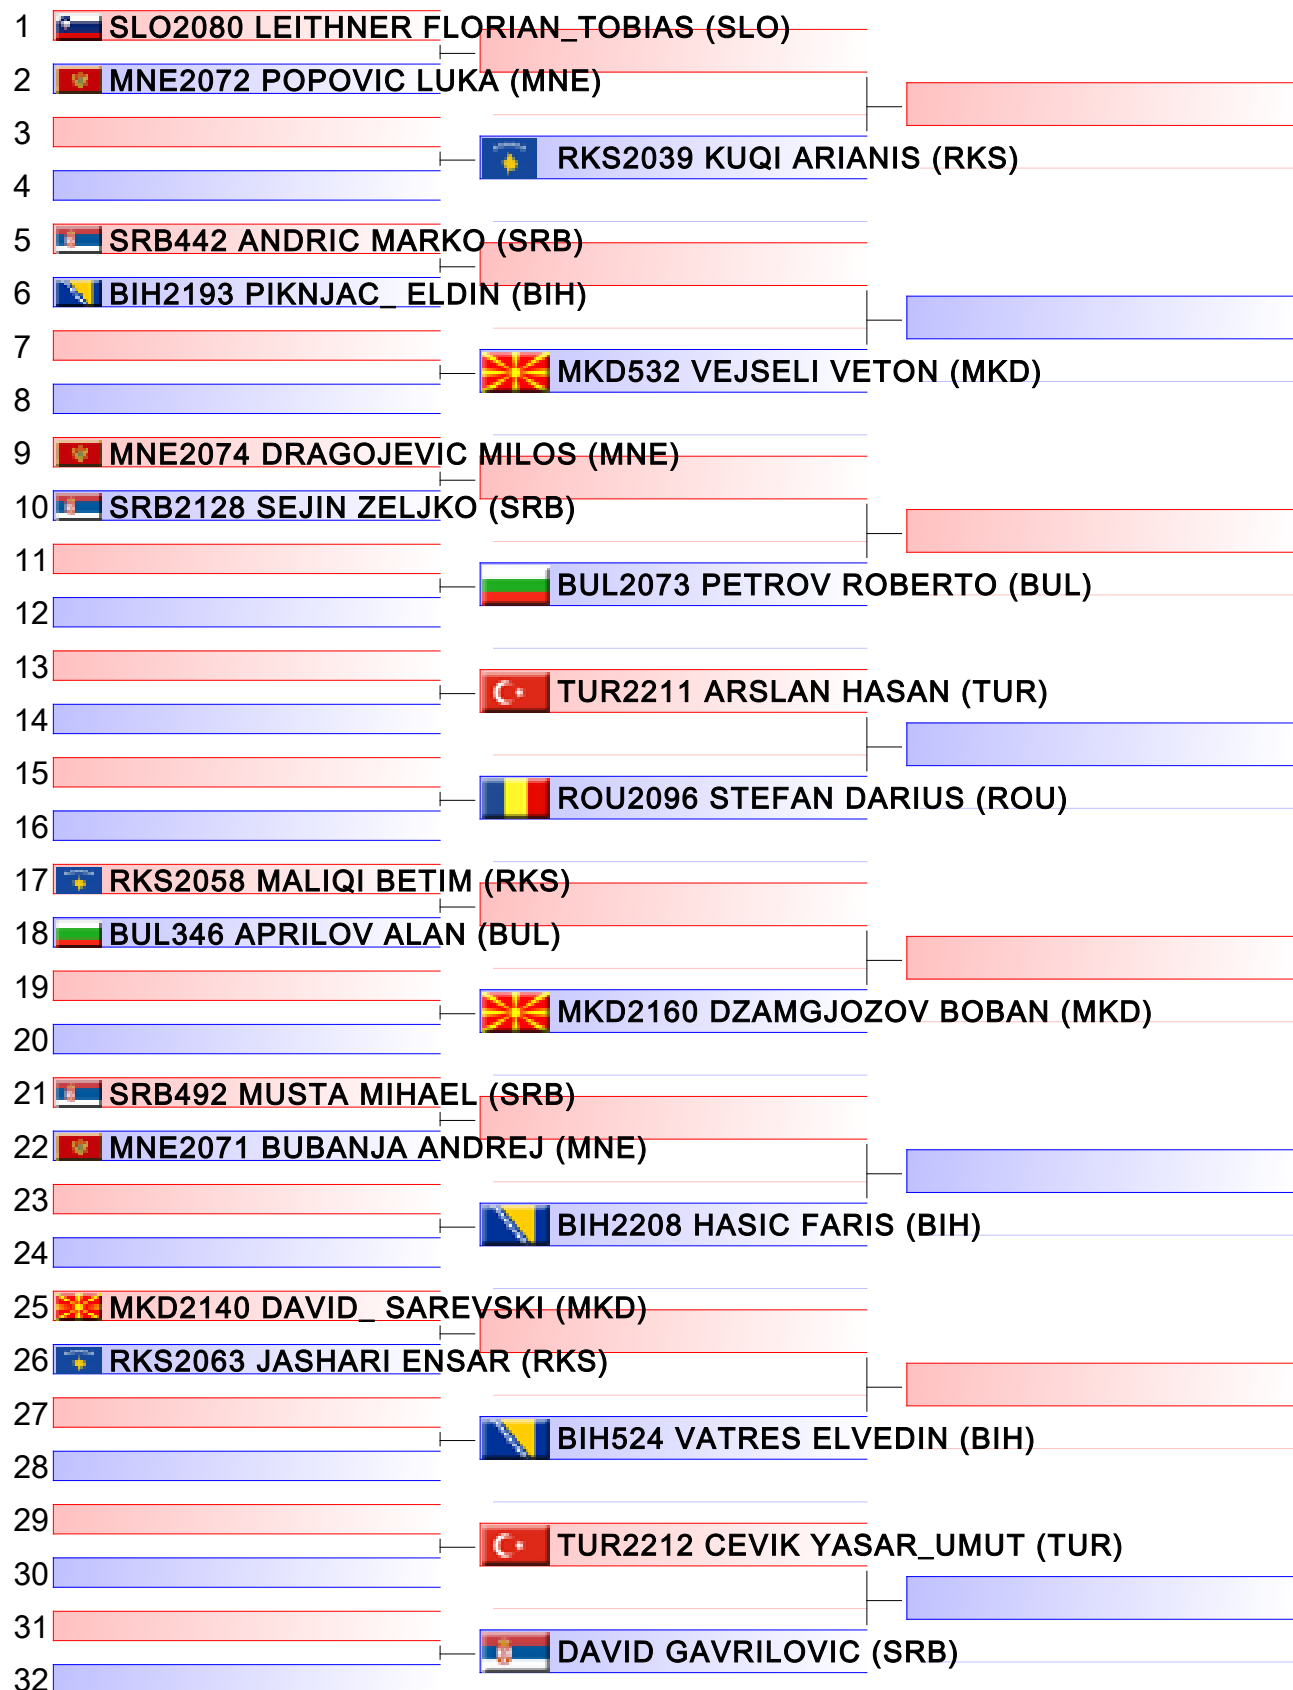 1 SLO2080 LEITHNER FLORIAN_TOBIAS (SLO)
2 MNE2072 POPOVIC LUKA (MNE)
3
RKS2039 KUQI ARIANIS (RKS)
4
5 SRB442 ANDRIC MARKO (SRB)
6 BIH2193 PIKNJAC_ ELDIN (BIH)
7
MKD532 VEJSELI VETON (MKD)
8
9 MNE2074 DRAGOJEVIC MILOS (MNE)
10 SRB2128 SEJIN ZELJKO (SRB)
11
BUL2073 PETROV ROBERTO (BUL)
12
13
TUR2211 ARSLAN HASAN (TUR)
14
15
ROU2096 STEFAN DARIUS (ROU)
16
17 RKS2058 MALIQI BETIM (RKS)
18 BUL346 APRILOV ALAN (BUL)
19
MKD2160 DZAMGJOZOV BOBAN (MKD)
20
21 SRB492 MUSTA MIHAEL (SRB)
22 MNE2071 BUBANJA ANDREJ (MNE)
23
BIH2208 HASIC FARIS (BIH)
24
25 MKD2140 DAVID_ SAREVSKI (MKD)
26 RKS2063 JASHARI ENSAR (RKS)
27
BIH524 VATRES ELVEDIN (BIH)
28
29
TUR2212 CEVIK YASAR_UMUT (TUR)
30
31
DAVID GAVRILOVIC (SRB)
32